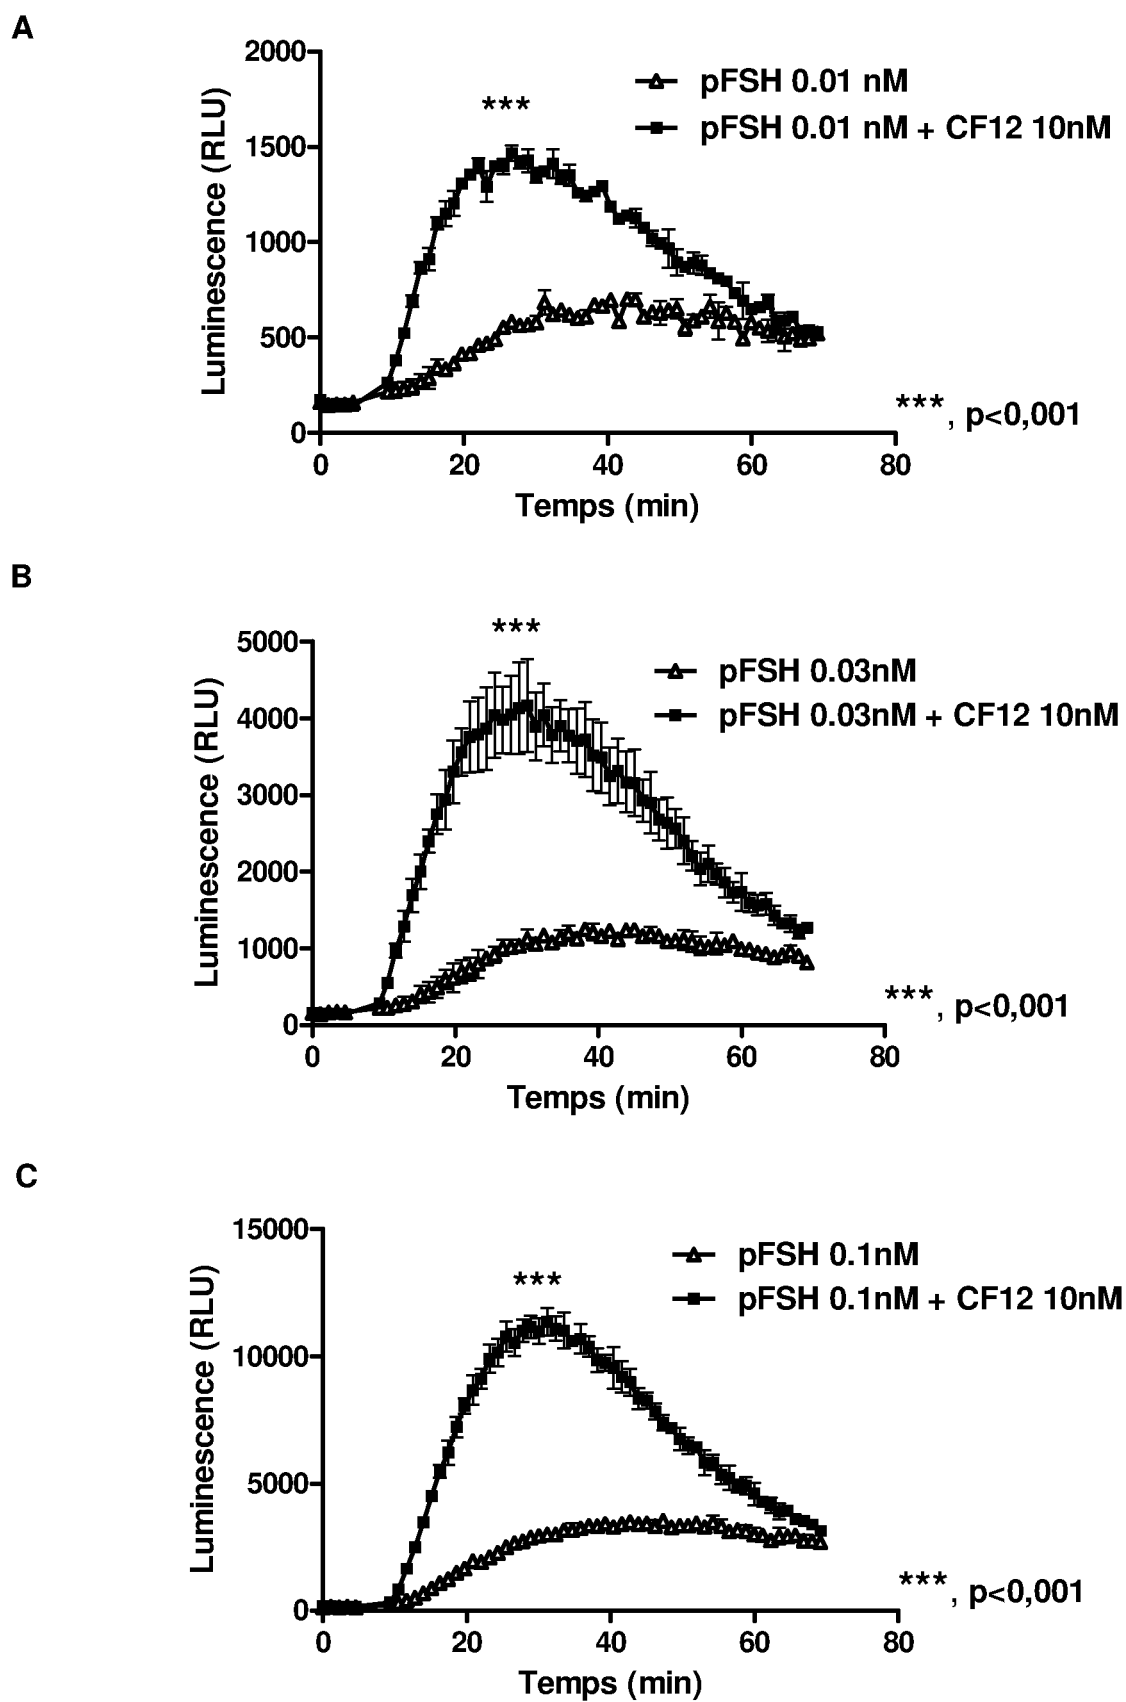 A
2000
1500
1000
500
0
Luminescence (RLU)
***
pFSH 0.01 nM
pFSH 0.01 nM + CF12 10nM
***, p<0,001
0 20 40 60 80
Temps (min)
B
5000
4000
3000
2000
1000
0
Luminescence (RLU)
***
pFSH 0.03nM
pFSH 0.03nM + CF12 10nM
***, p<0,001
0 20 40 60 80
Temps (min)
C
15000
10000
5000
0
Luminescence (RLU)
***
pFSH 0.1nM
pFSH 0.1nM + CF12 10nM
***, p<0,001
0 20 40 60 80
Temps (min)